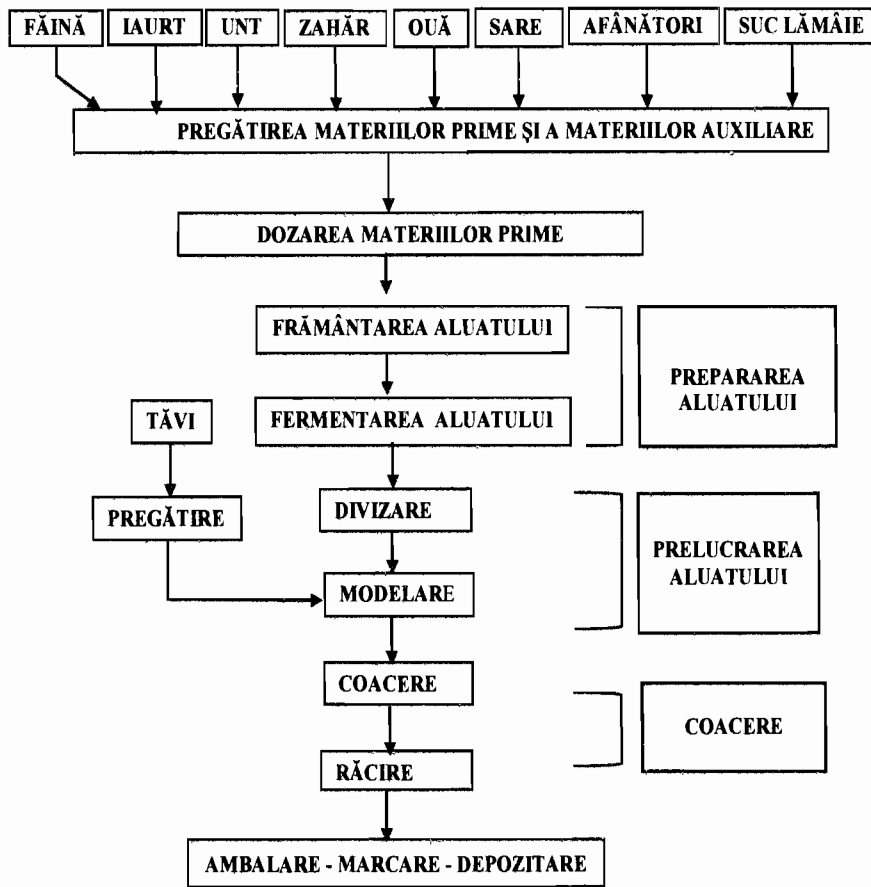 FĂINĂ
IAURT
UNT
ZAHĂR
OUĂ
SARE
AFÂNĂTORI
SUC LĂMÂIE
PREGĂTIREA MATERIILOR PRIME ȘI A MATERIILOR AUXILIARE
DOZAREA MATERIILOR PRIME
FRĂMÂNTAREA ALUATULUI
FERMENTAREA ALUATULUI
PREPARAREA
ALUATULUI
TĂVI
PREGĂTIRE
DIVIZARE
MODELARE
PRELUCRAREA
ALUATULUI
COACERE
RĂCIRE
COACERE
AMBALARE - MARCARE - DEPOZITARE